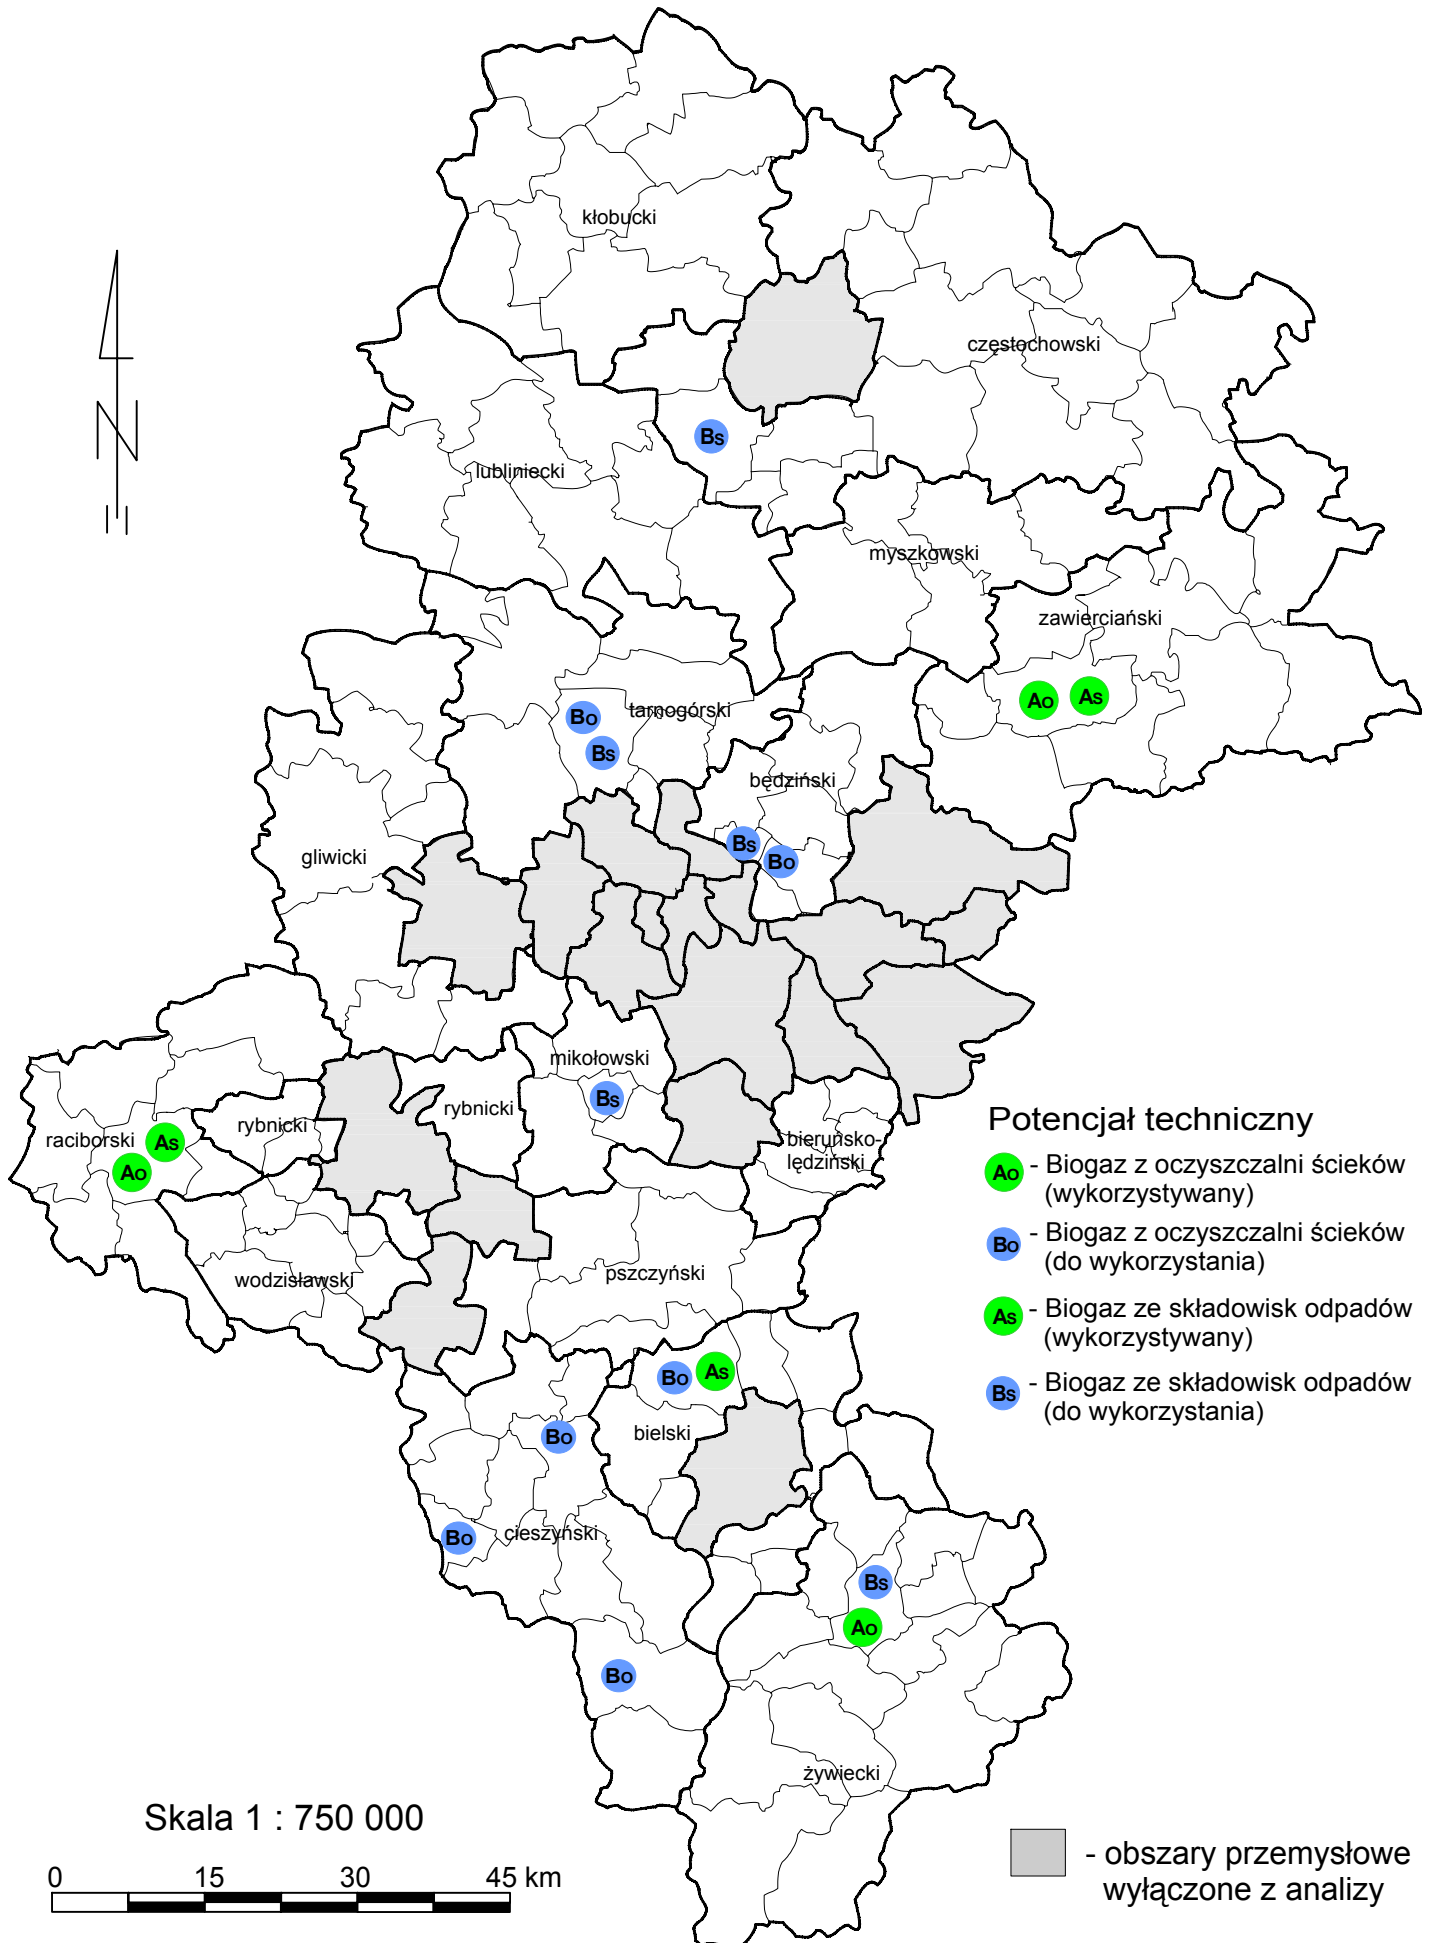 kłobucki
częstochowski
Bs
lubliniecki
myszkowski
zawierciański
Ao
As
Bo
tarnogórski
Bs
będziński
Bs
Bo
gliwicki
mikołowski
Bs
rybnicki
rybnicki
raciborski
As
Ao
bieruńsko-
lędziński
wodzisławski
pszczyński
Bo
As
bielski
Bo
Bo
cieszyński
Bs
Ao
Bo
żywiecki
N
Potencjał techniczny
Ao - Biogaz z oczyszczalni ścieków
(wykorzystywany)
Bo - Biogaz z oczyszczalni ścieków
(do wykorzystania)
As - Biogaz ze składowisk odpadów
(wykorzystywany)
Bs - Biogaz ze składowisk odpadów
(do wykorzystania)
Skala 1 : 750 000
0 15 30 45 km
- obszary przemysłowe
wyłączone z analizy